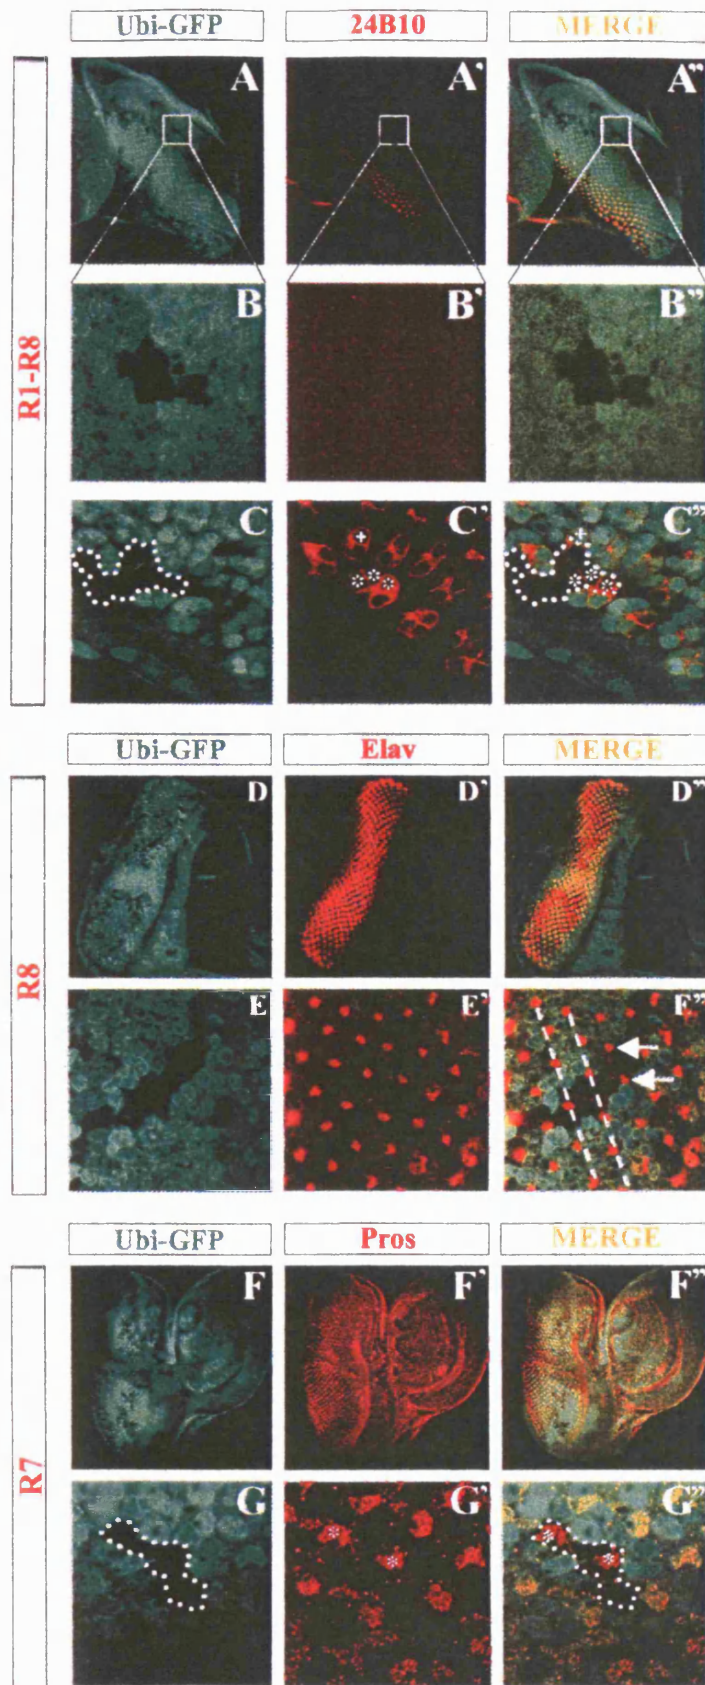 Ubi-GFP 24B10 MERGE
R1-R8
A A' A"
B B' B"
C C' C"
Ubi-GFP Elav MERGE
R8
D D' D"
E E' E"
Ubi-GFP Pros MERGE
R7
F F' F"
G G' G"